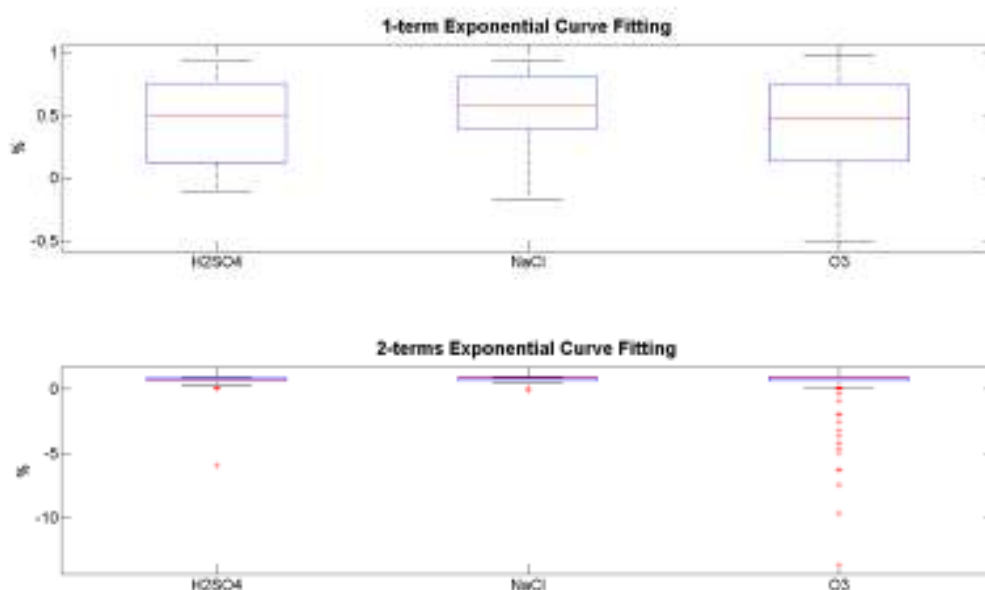 1-term Exponential Curve Fitting
1
0.5
0
-0.5
%
H2SO4
NaCl
O3
2-terms Exponential Curve Fitting
0
-5
-10
%
H2SO4
NaCl
O3